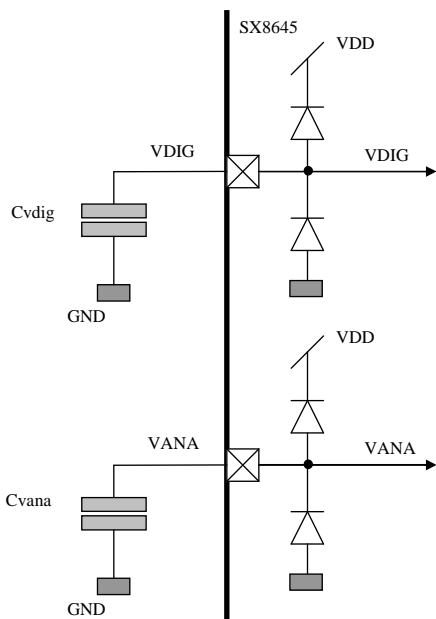 SX8645
VDD
VDIG
VDIG
Cvdig
GND
VDD
VANA
VANA
Cvana
GND